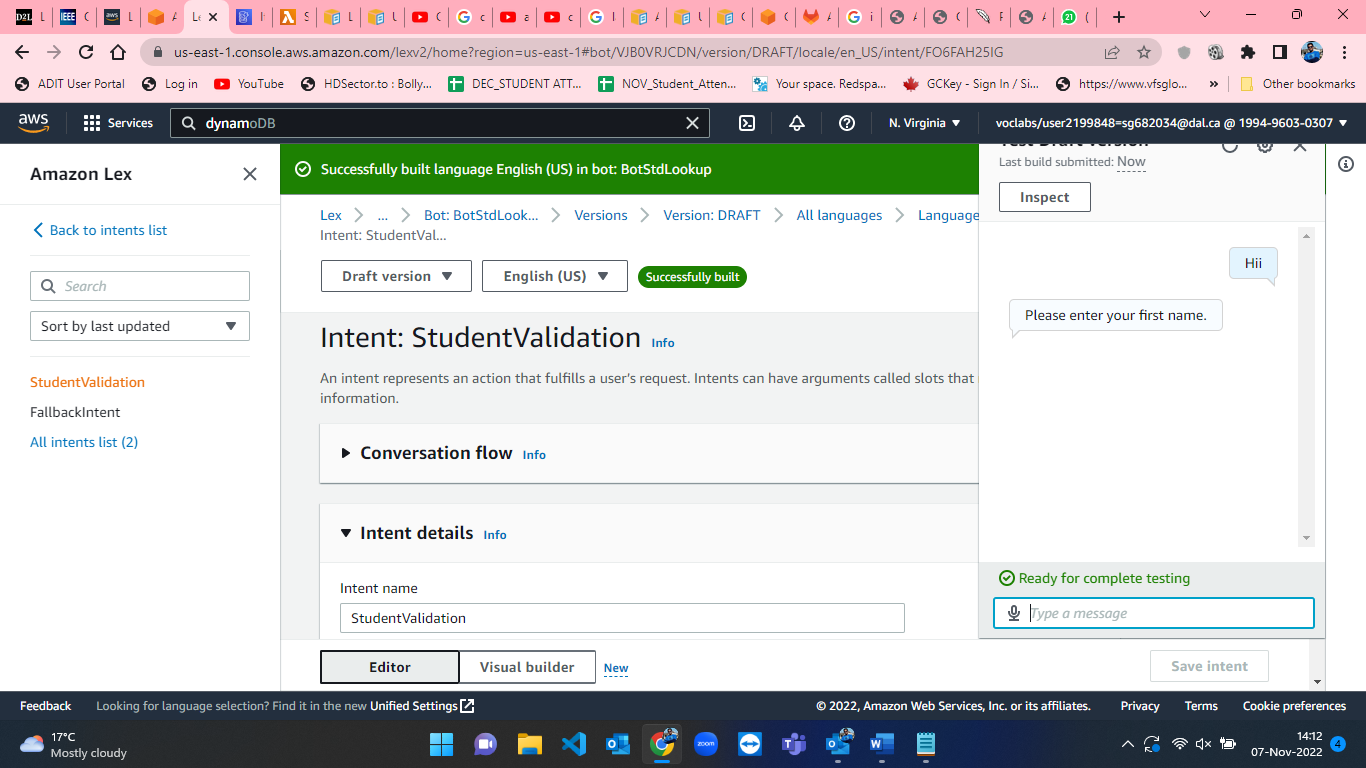 D2L L IEEE C aws L A Le I S L U C c a c I A U C C A i A C F A (
us-east-1.console.aws.amazon.com/lexv2/home?region=us-east-1#bot/VJB0VRJCDN/version/DRAFT/locale/en_US/intent/FO6FAH25IG
ADIT User Portal Log in YouTube HDSector.to : Bolly... DEC_STUDENT ATT... NOV_Student_Atten... Your space. Redspa... GCKey - Sign In / Si... https://www.vfsglo... » Other bookmarks
aws Services dynamoDB N. Virginia voclabs/user2199848=sg682034@dal.ca @ 1994-9603-0307
Amazon Lex
Back to intents list
Search
Sort by last updated
StudentValidation
FallbackIntent
All intents list (2)
Successfully built language English (US) in bot: BotStdLookup
Lex ... Bot: BotStdLook... Versions Version: DRAFT All languages Language
Intent: StudentVal...
Draft version English (US) Successfully built
Intent: StudentValidation Info
An intent represents an action that fulfills a user's request. Intents can have arguments called slots that
information.
Conversation flow Info
Intent details Info
Intent name
StudentValidation
Editor Visual builder New
Save intent
Test Draft version
Last build submitted: Now
Inspect
Hii
Please enter your first name.
Ready for complete testing
Type a message
Feedback Looking for language selection? Find it in the new Unified Settings © 2022, Amazon Web Services, Inc. or its affiliates. Privacy Terms Cookie preferences
17°C
Mostly cloudy
zoom
14:12
07-Nov-2022 4